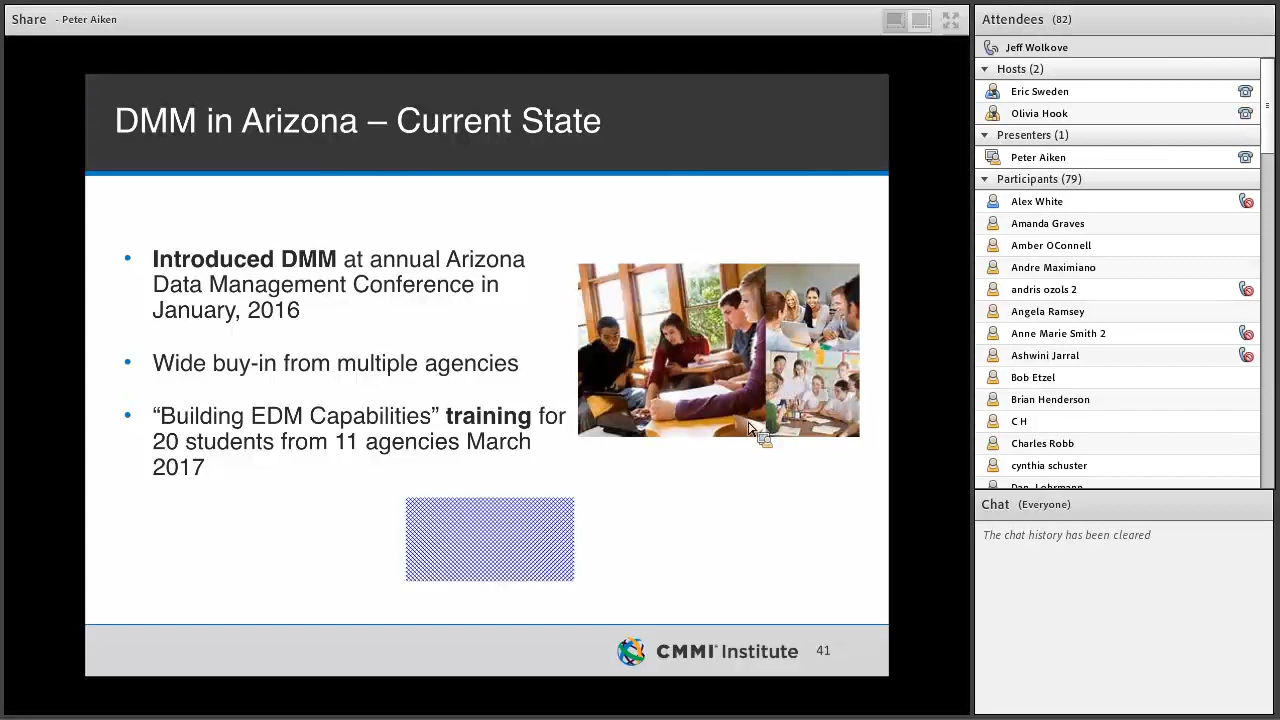 Share - Peter Aiken
DMM in Arizona – Current State
• Introduced DMM at annual Arizona
Data Management Conference in
January, 2016
• Wide buy-in from multiple agencies
• “Building EDM Capabilities” training for
20 students from 11 agencies March
2017
CMMI Institute 41
Attendees (82)
Jeff Wolkove
Hosts (2)
Eric Sweden
Olivia Hook
Presenters (1)
Peter Aiken
Participants (79)
Alex White
Amanda Graves
Amber OConnell
Andre Maximiano
andris ozols 2
Angela Ramsey
Anne Marie Smith 2
Ashwini Jarral
Bob Etzel
Brian Henderson
C H
Charles Robb
cynthia schuster
Dan Lohrmann
Chat (Everyone)
The chat history has been cleared